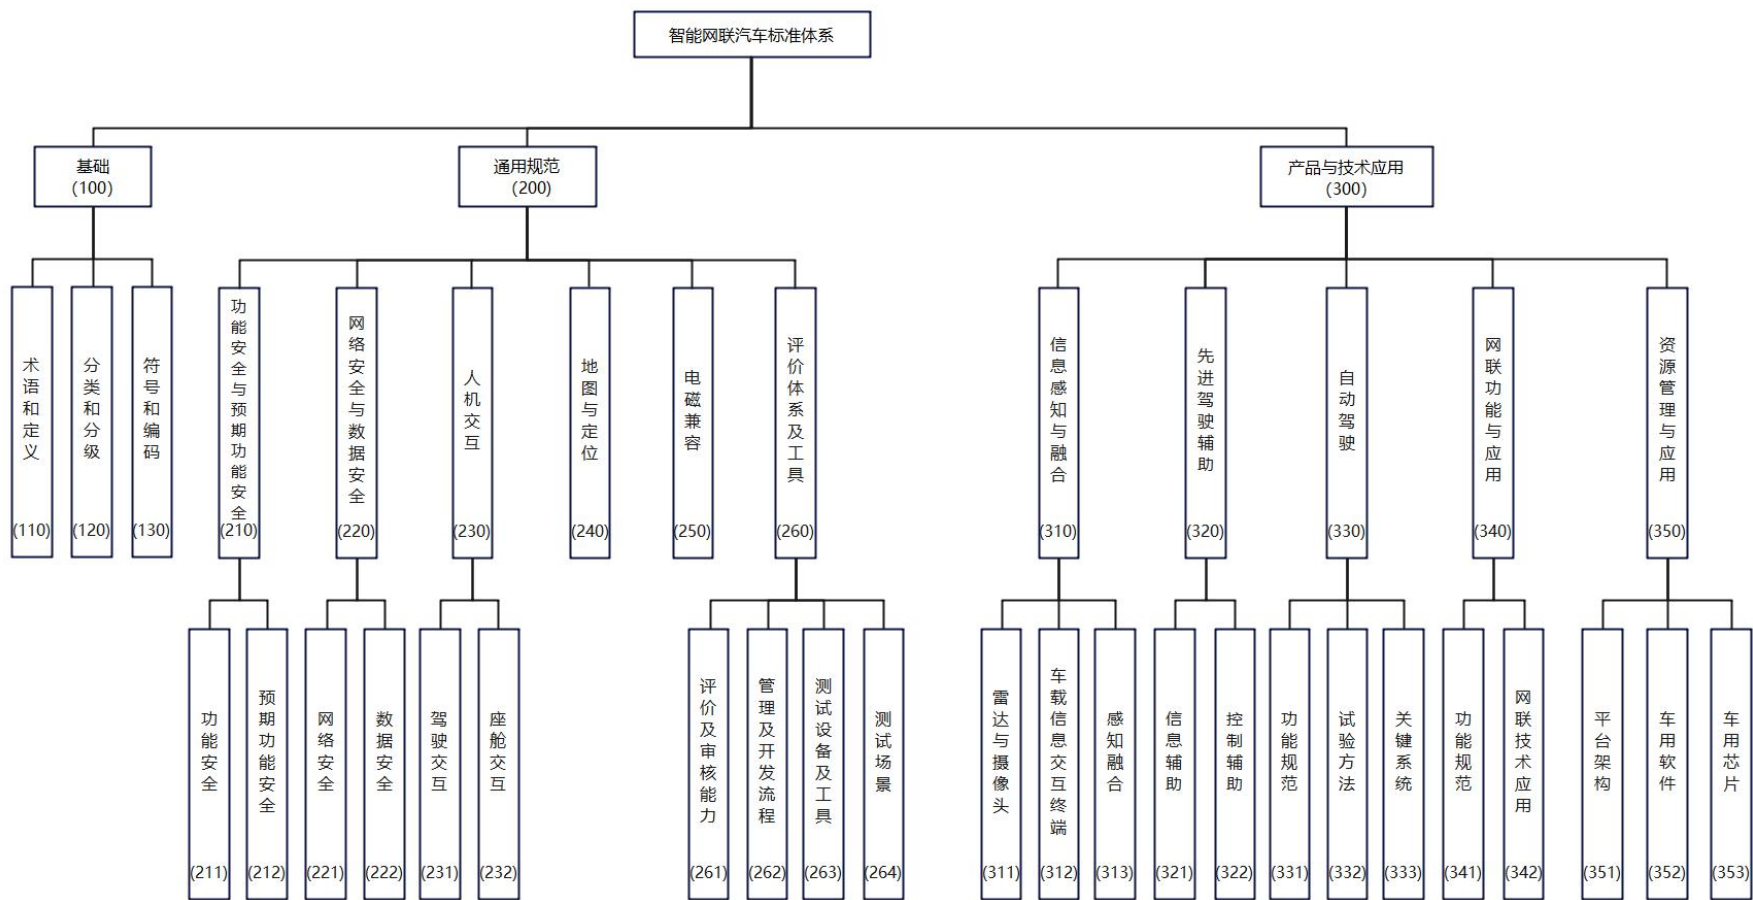 智能网联汽车标准体系
基础
(100)
通用规范
(200)
产品与技术应用
(300)
术语和定义
(110)
分类和分级
(120)
符号和编码
(130)
功能安全与预期功能安全
(210)
网络安全与数据安全
(220)
人机交互
(230)
地图与定位
(240)
电磁兼容
(250)
评价体系及工具
(260)
信息感知与融合
(310)
先进驾驶辅助
(320)
自动驾驶
(330)
网联功能与应用
(340)
资源管理与应用
(350)
功能安全
(211)
预期功能安全
(212)
网络安全
(221)
数据安全
(222)
驾驶交互
(231)
座舱交互
(232)
评价及审核能力
(261)
管理及开发流程
(262)
测试设备及工具
(263)
测试场景
(264)
雷达与摄像头
(311)
车载信息交互终端
(312)
感知融合
(313)
信息辅助
(321)
控制辅助
(322)
功能规范
(331)
试验方法
(332)
关键系统
(333)
功能规范
(341)
网联技术应用
(342)
平台架构
(351)
车用软件
(352)
车用芯片
(353)